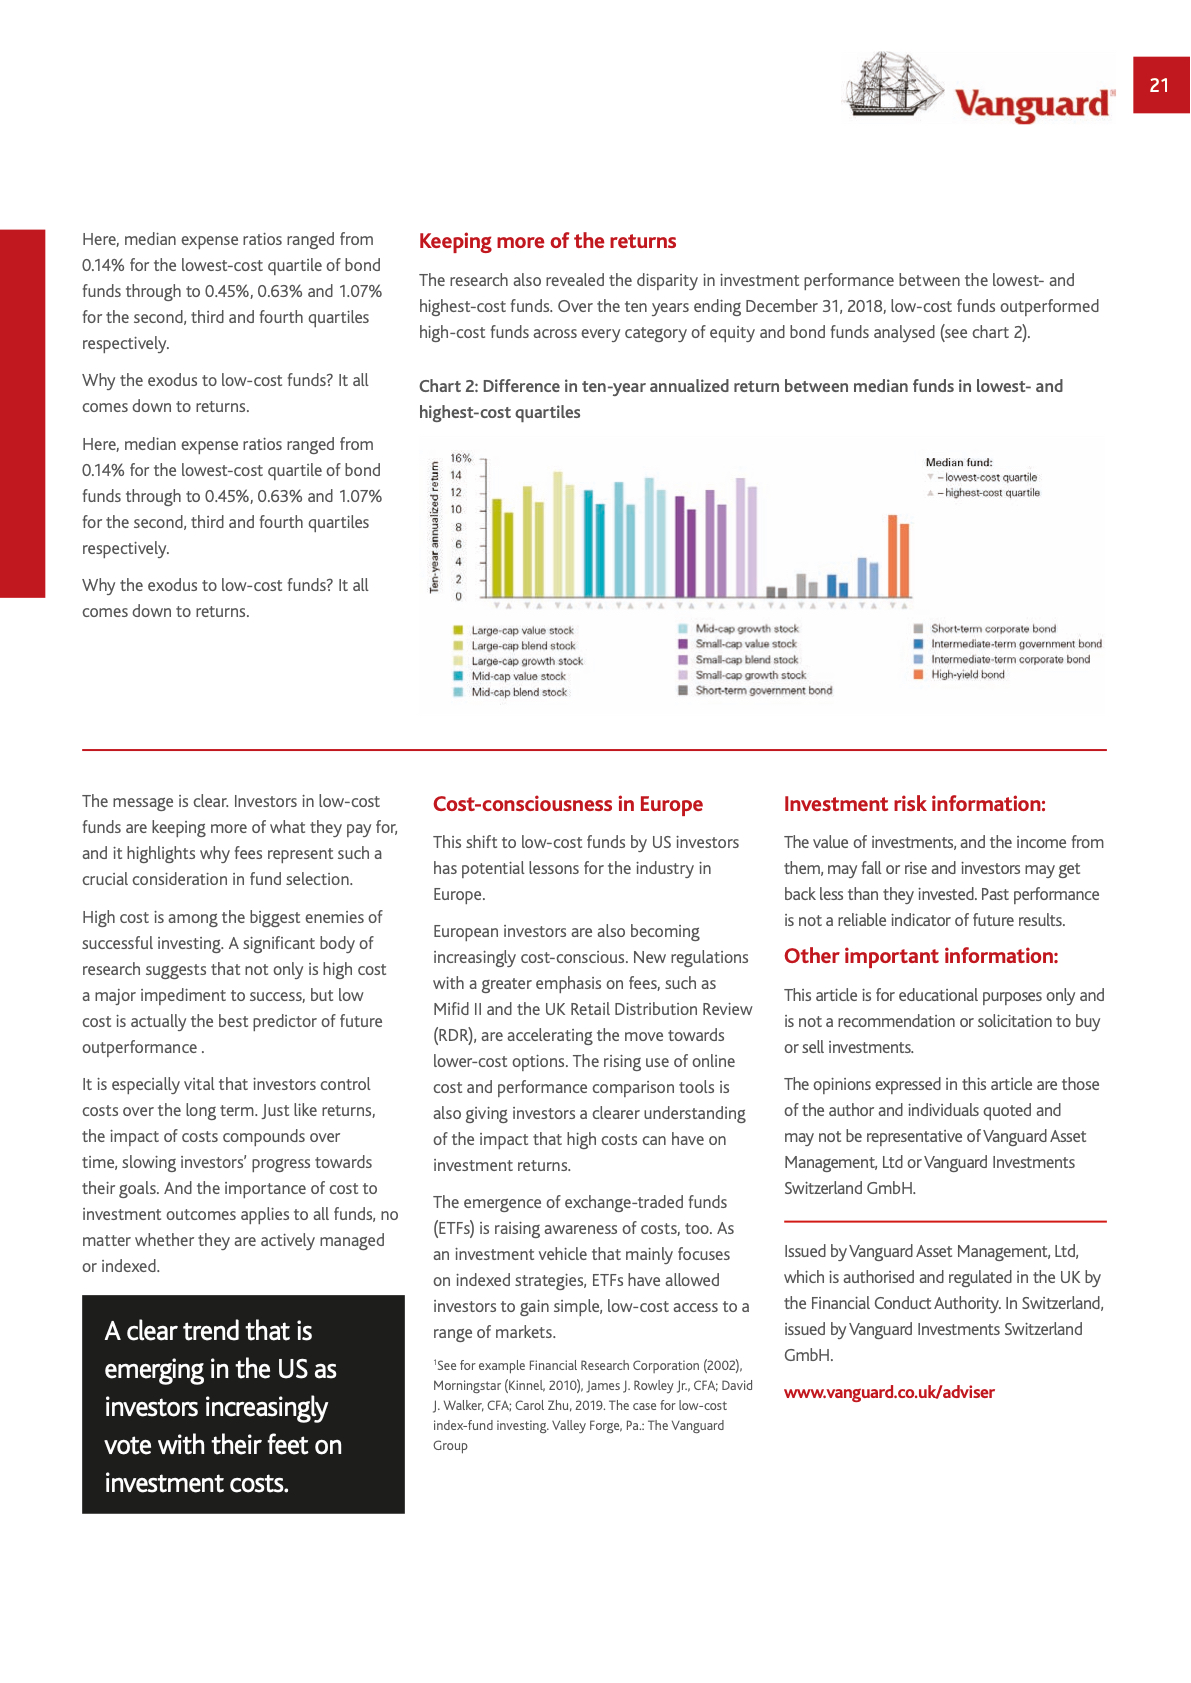 Vanguard®
21
Here, median expense ratios ranged from
0.14% for the lowest-cost quartile of bond
funds through to 0.45%, 0.63% and 1.07%
for the second, third and fourth quartiles
respectively.
Why the exodus to low-cost funds? It all
comes down to returns.
Here, median expense ratios ranged from
0.14% for the lowest-cost quartile of bond
funds through to 0.45%, 0.63% and 1.07%
for the second, third and fourth quartiles
respectively.
Why the exodus to low-cost funds? It all
comes down to returns.
Keeping more of the returns
The research also revealed the disparity in investment performance between the lowest- and
highest-cost funds. Over the ten years ending December 31, 2018, low-cost funds outperformed
high-cost funds across every category of equity and bond funds analysed (see chart 2).
Chart 2: Difference in ten-year annualized return between median funds in lowest- and
highest-cost quartiles
Ten-year annualized return
16%
14
12
10
8
6
4
2
0
Median fund:
▼ – lowest-cost quartile
▲ – highest-cost quartile
Large-cap value stock
Large-cap blend stock
Large-cap growth stock
Mid-cap value stock
Mid-cap blend stock
Mid-cap growth stock
Small-cap value stock
Small-cap blend stock
Small-cap growth stock
Short-term government bond
Short-term corporate bond
Intermediate-term government bond
Intermediate-term corporate bond
High-yield bond
The message is clear. Investors in low-cost
funds are keeping more of what they pay for,
and it highlights why fees represent such a
crucial consideration in fund selection.
High cost is among the biggest enemies of
successful investing. A significant body of
research suggests that not only is high cost
a major impediment to success, but low
cost is actually the best predictor of future
outperformance .
It is especially vital that investors control
costs over the long term. Just like returns,
the impact of costs compounds over
time, slowing investors' progress towards
their goals. And the importance of cost to
investment outcomes applies to all funds, no
matter whether they are actively managed
or indexed.
A clear trend that is
emerging in the US as
investors increasingly
vote with their feet on
investment costs.
Cost-consciousness in Europe
This shift to low-cost funds by US investors
has potential lessons for the industry in
Europe.
European investors are also becoming
increasingly cost-conscious. New regulations
with a greater emphasis on fees, such as
Mifid II and the UK Retail Distribution Review
(RDR), are accelerating the move towards
lower-cost options. The rising use of online
cost and performance comparison tools is
also giving investors a clearer understanding
of the impact that high costs can have on
investment returns.
The emergence of exchange-traded funds
(ETFs) is raising awareness of costs, too. As
an investment vehicle that mainly focuses
on indexed strategies, ETFs have allowed
investors to gain simple, low-cost access to a
range of markets.
¹See for example Financial Research Corporation (2002),
Morningstar (Kinnel, 2010), James J. Rowley Jr., CFA; David
J. Walker, CFA; Carol Zhu, 2019. The case for low-cost
index-fund investing. Valley Forge, Pa.: The Vanguard
Group
Investment risk information:
The value of investments, and the income from
them, may fall or rise and investors may get
back less than they invested. Past performance
is not a reliable indicator of future results.
Other important information:
This article is for educational purposes only and
is not a recommendation or solicitation to buy
or sell investments.
The opinions expressed in this article are those
of the author and individuals quoted and
may not be representative of Vanguard Asset
Management, Ltd or Vanguard Investments
Switzerland GmbH.
Issued by Vanguard Asset Management, Ltd,
which is authorised and regulated in the UK by
the Financial Conduct Authority. In Switzerland,
issued by Vanguard Investments Switzerland
GmbH.
www.vanguard.co.uk/adviser